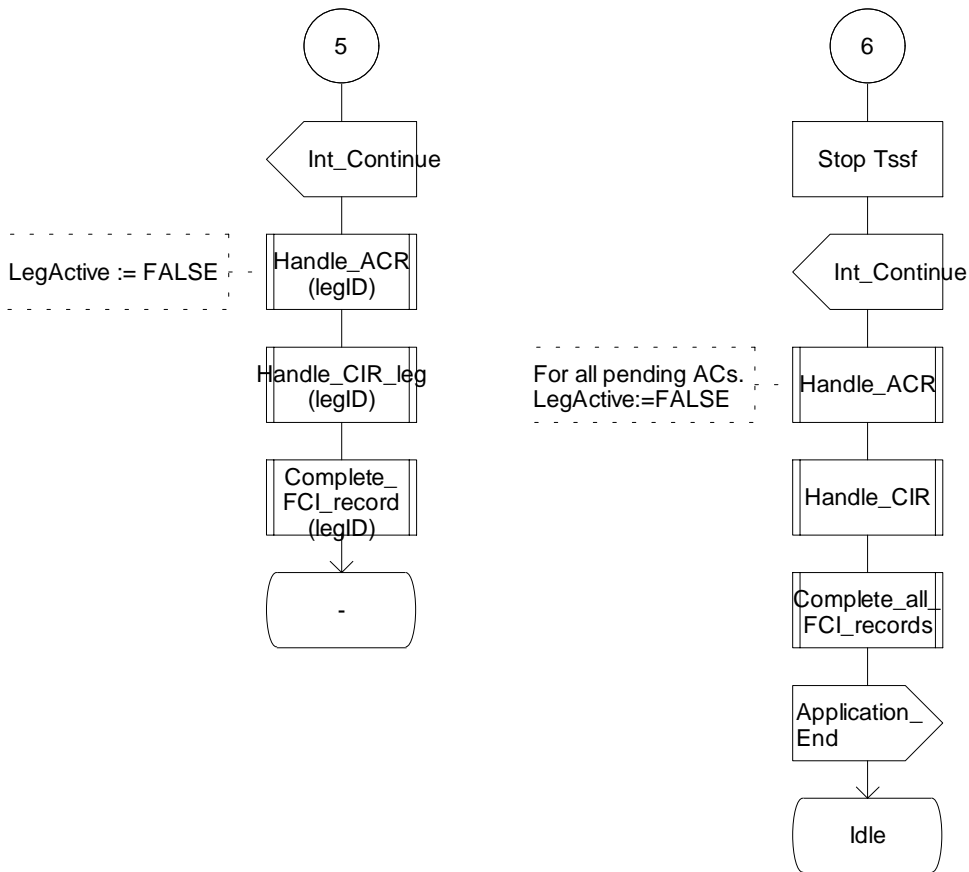 5
Int_Continue
LegActive := FALSE
Handle_ACR
(legID)
Handle_CIR_leg
(legID)
Complete_
FCI_record
(legID)
-
6
Stop Tssf
Int_Continue
For all pending ACs.
LegActive:=FALSE
Handle_ACR
Handle_CIR
Complete_all_
FCI_records
Application_
End
Idle